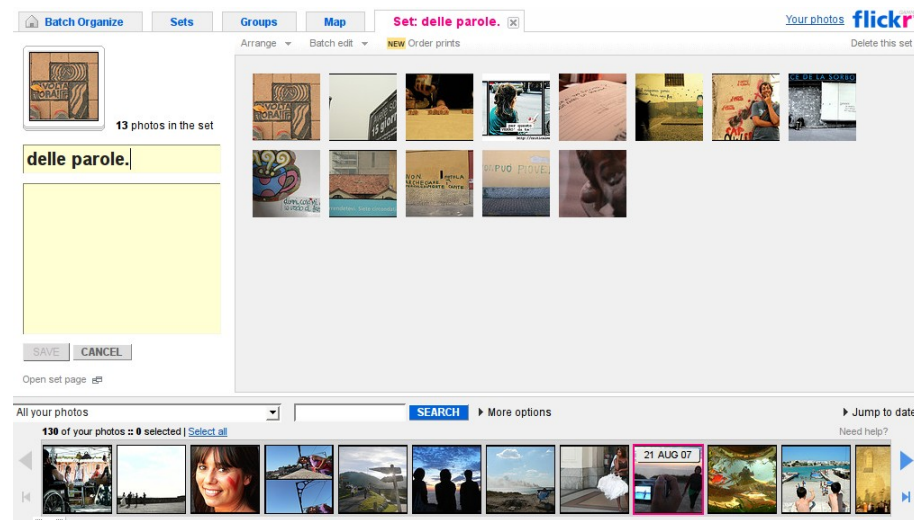 Batch Organize Sets Groups Map Set: delle parole. Your photos flickr
Arrange Batch edit NEW Order prints Delete this set
13 photos in the set
delle parole.
SAVE CANCEL
Open set page
All your photos SEARCH More options Jump to date
130 of your photos :: 0 selected | Select all Need help?
21 AUG 07